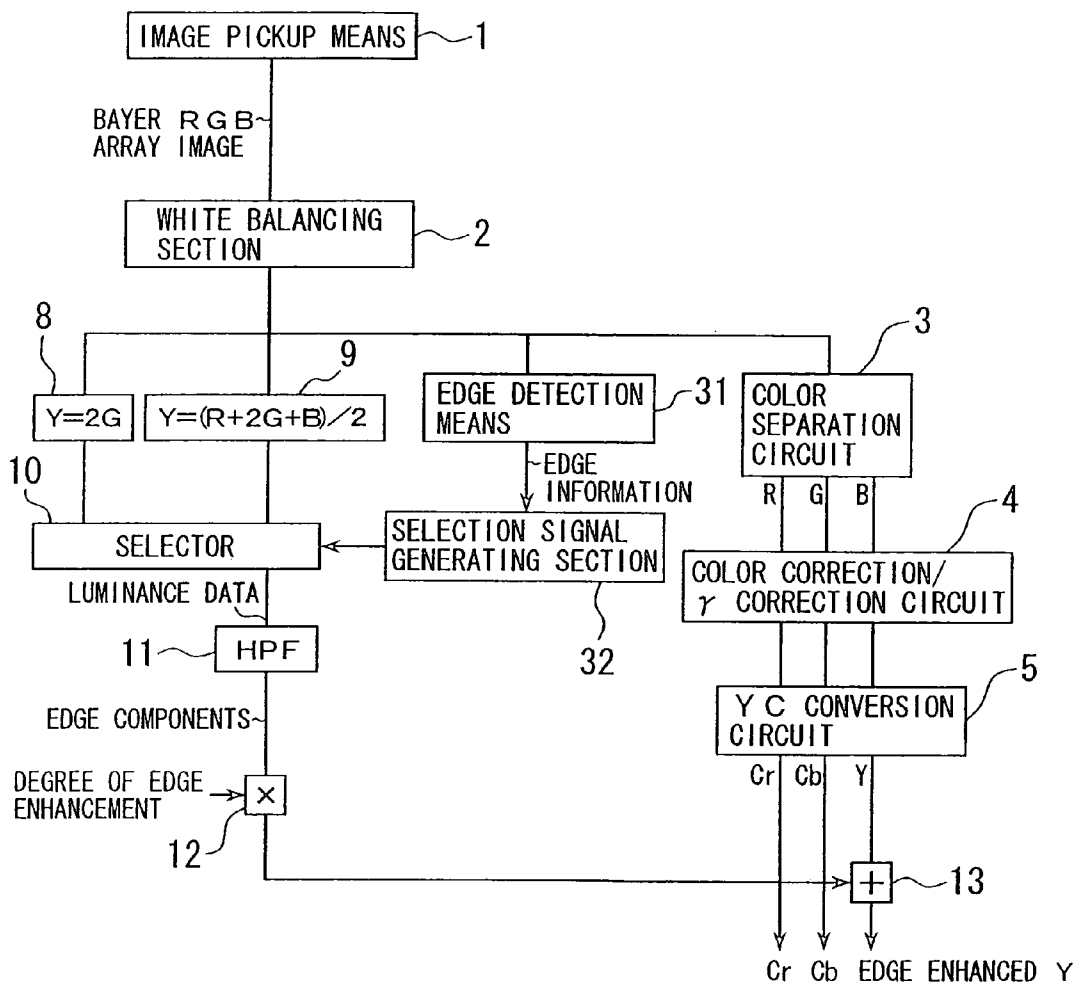 IMAGE PICKUP MEANS
1
BAYER RGB
ARRAY IMAGE
WHITE BALANCING
SECTION
2
8
9
3
Y=2G
Y=(R+2G+B)/2
EDGE DETECTION
MEANS
31
COLOR
SEPARATION
CIRCUIT
EDGE
INFORMATION
R G B
10
SELECTOR
SELECTION SIGNAL
GENERATING SECTION
32
4
COLOR CORRECTION/
γ CORRECTION CIRCUIT
LUMINANCE DATA
11
HPF
5
YC CONVERSION
CIRCUIT
EDGE COMPONENTS
Cr Cb Y
DEGREE OF EDGE
ENHANCEMENT
×
12
+
13
Cr Cb EDGE ENHANCED Y